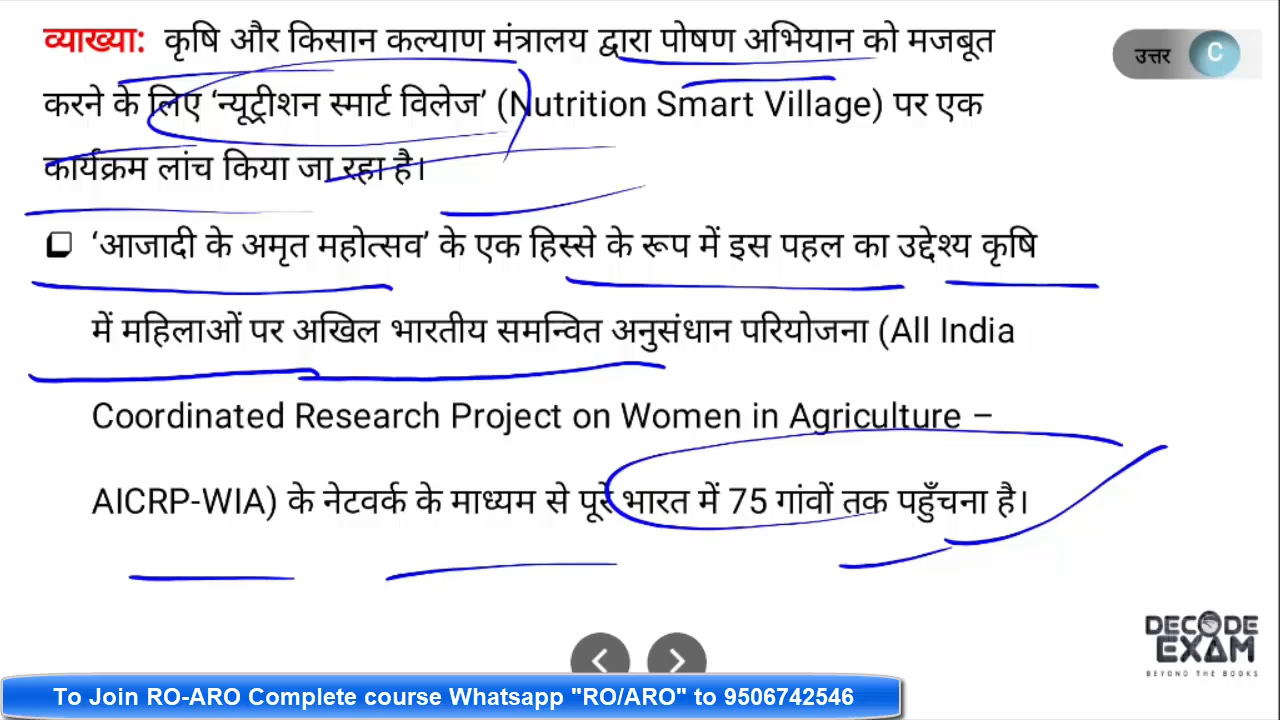 व्याख्या: कृषि और किसान कल्याण मंत्रालय द्वारा पोषण अभियान को मजबूत
उत्तर C
करने के लिए ‘न्यूट्रीशन स्मार्ट विलेज’ (Nutrition Smart Village) पर एक
कार्यक्रम लांच किया जा रहा है।
❑ ‘आजादी के अमृत महोत्सव’ के एक हिस्से के रूप में इस पहल का उद्देश्य कृषि
में महिलाओं पर अखिल भारतीय समन्वित अनुसंधान परियोजना (All India
Coordinated Research Project on Women in Agriculture –
AICRP-WIA) के नेटवर्क के माध्यम से पूरे भारत में 75 गांवों तक पहुँचना है।
DECODE
EXAM
BEYOND THE BOOKS
To Join RO-ARO Complete course Whatsapp "RO/ARO" to 9506742546